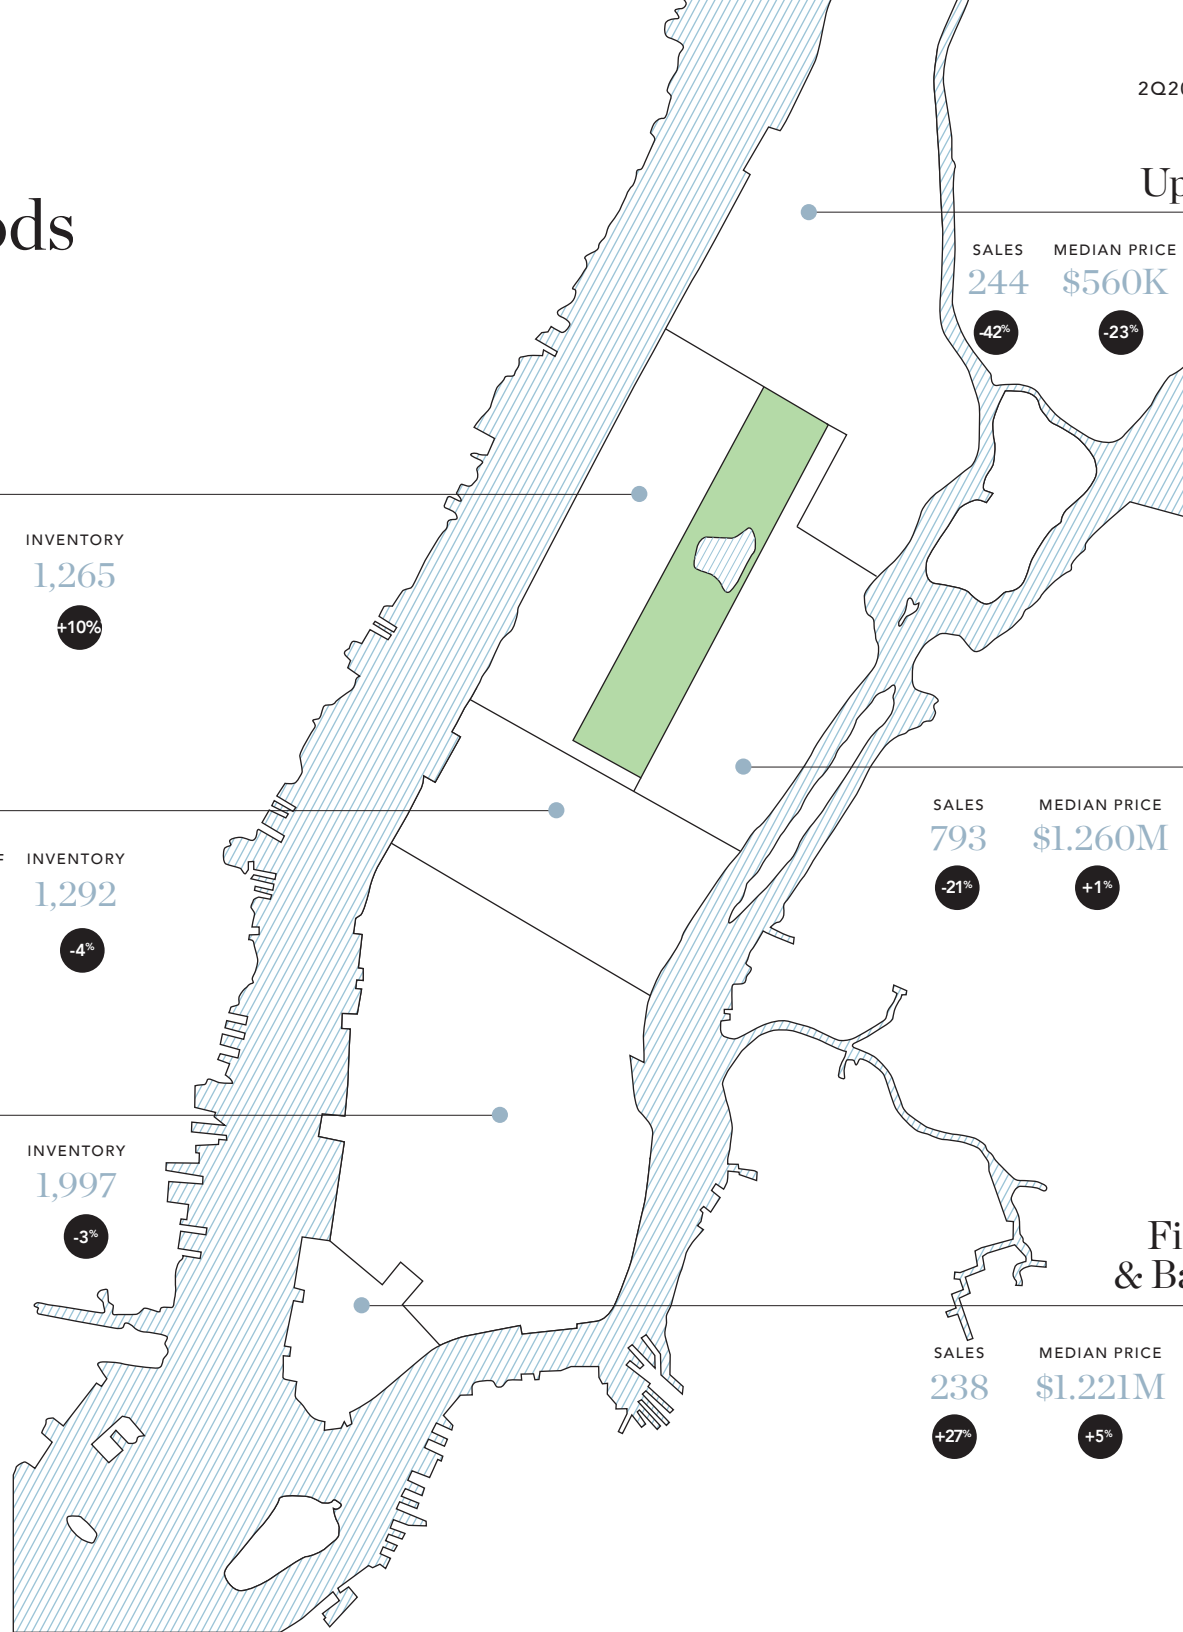 2Q20
ods
Up
SALES MEDIAN PRICE
244 $560K
-42% -23%
INVENTORY
1,265
+10%
SALES MEDIAN PRICE
793 $1.260M
-21% +1%
F INVENTORY
1,292
-4%
INVENTORY
1,997
-3%
Fi
& Ba
SALES MEDIAN PRICE
238 $1.221M
+27% +5%